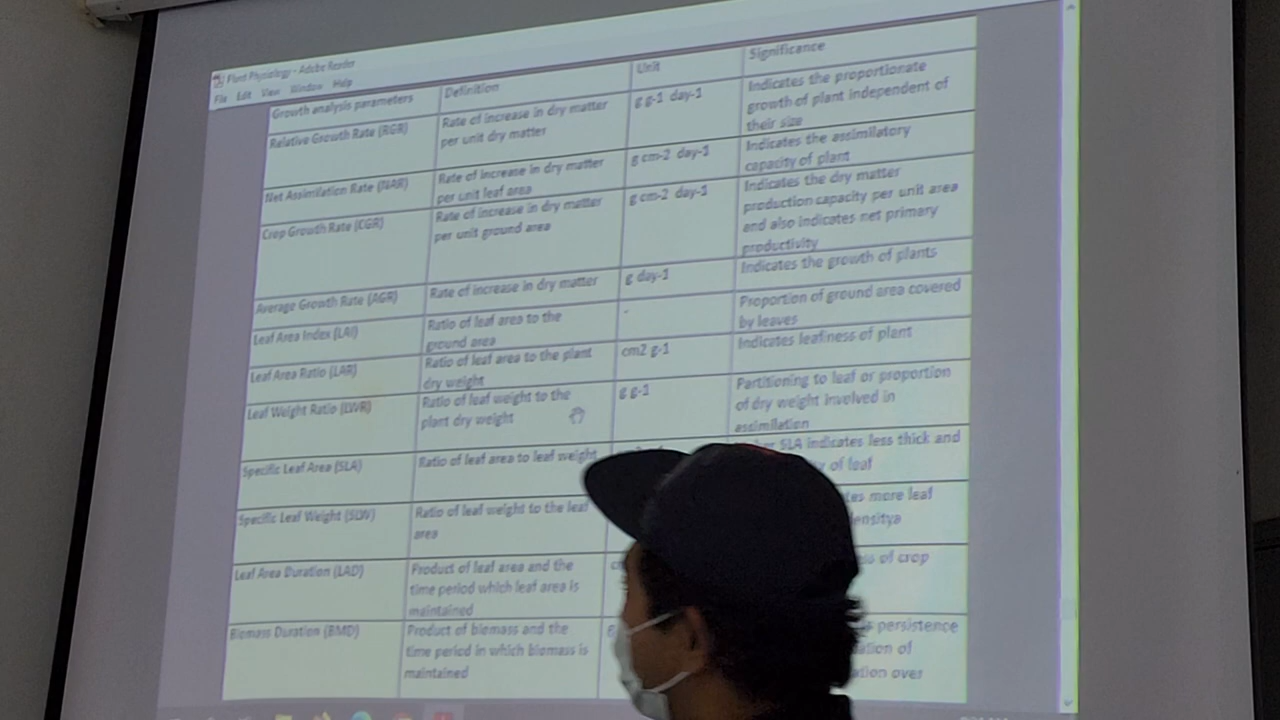 Plant Physiology - Adobe Reader
File Edit View Window Help
Growth analysis parameters Definition Unit Significance
Relative Growth Rate (RGR) Rate of increase in dry matter g g-1 day-1 Indicates the proportionate
per unit dry matter growth of plant independent of
their size
Net Assimilation Rate (NAR) Rate of increase in dry matter g cm-2 day-1 Indicates the assimilatory
per unit leaf area capacity of plant
Crop Growth Rate (CGR) Rate of increase in dry matter g cm-2 day-1 Indicates the dry matter
per unit ground area production capacity per unit area
and also indicates net primary
productivity
Average Growth Rate (AGR) Rate of increase in dry matter g day-1 Indicates the growth of plants
Leaf Area Index (LAI) Ratio of leaf area to the - Proportion of ground area covered
ground area by leaves
Leaf Area Ratio (LAR) Ratio of leaf area to the plant cm2 g-1 Indicates leafiness of plant
dry weight
Leaf Weight Ratio (LWR) Ratio of leaf weight to the g g-1 Partitioning to leaf or proportion
plant dry weight of dry weight involved in
assimilation
Specific Leaf Area (SLA) Ratio of leaf area to leaf weight SLA indicates less thick and
of leaf
Specific Leaf Weight (SLW) Ratio of leaf weight to the leaf more leaf
area
Leaf Area Duration (LAD) Product of leaf area and the of crop
time period which leaf area is
maintained
Biomass Duration (BMD) Product of biomass and the persistence
time period in which biomass is of
maintained over